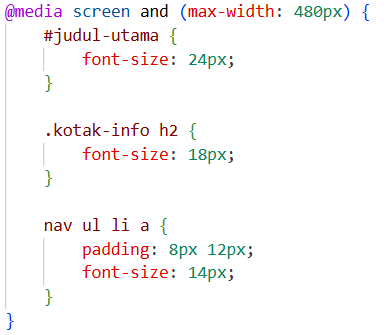 @media screen and (max-width: 480px) {
    #judul-utama {
        font-size: 24px;
    }

    .kotak-info h2 {
        font-size: 18px;
    }

    nav ul li a {
        padding: 8px 12px;
        font-size: 14px;
    }
}